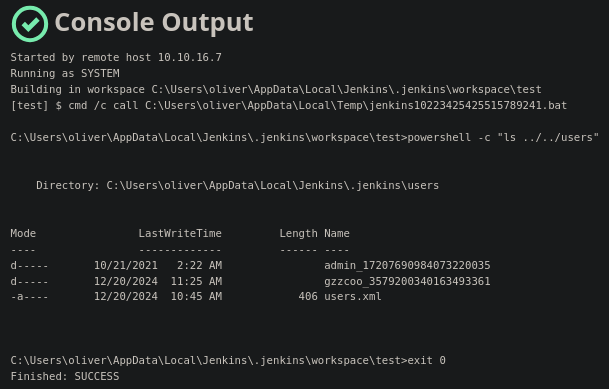 Console Output
Started by remote host 10.10.16.7
Running as SYSTEM
Building in workspace C:\Users\oliver\AppData\Local\Jenkins\.jenkins\workspace\test
[test] $ cmd /c call C:\Users\oliver\AppData\Local\Temp\jenkins10223425425515789241.bat
C:\Users\oliver\AppData\Local\Jenkins\.jenkins\workspace\test>powershell -c "ls ../../users"
Directory: C:\Users\oliver\AppData\Local\Jenkins\.jenkins\users
Mode LastWriteTime Length Name
---- ------------- ------ ----
d----- 10/21/2021 2:22 AM admin_17207690984073220035
d----- 12/20/2024 11:25 AM gzzcoo_3579200340163493361
-a---- 12/20/2024 10:45 AM 406 users.xml
C:\Users\oliver\AppData\Local\Jenkins\.jenkins\workspace\test>exit 0
Finished: SUCCESS